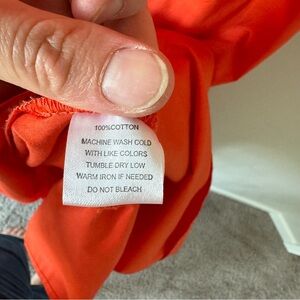 100%COTTON
MACHINE WASH COLD
WITH LIKE COLORS
TUMBLE DRY LOW
WARM IRON IF NEEDED
DO NOT BLEACH